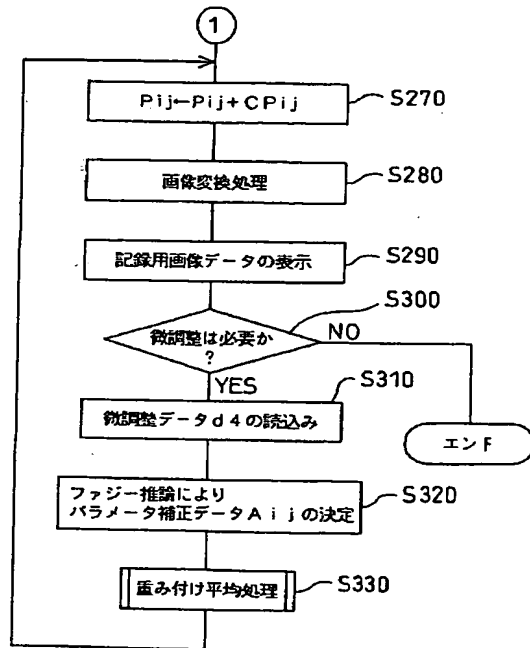 1
Pij←Pij+CPij
S270
画像変換処理
S280
記録用画像データの表示
S290
微調整は必要か
?
S300
NO
YES
微調整データd4の読込み
S310
エンド
ファジー推論により
パラメータ補正データAijの決定
S320
重み付け平均処理
S330